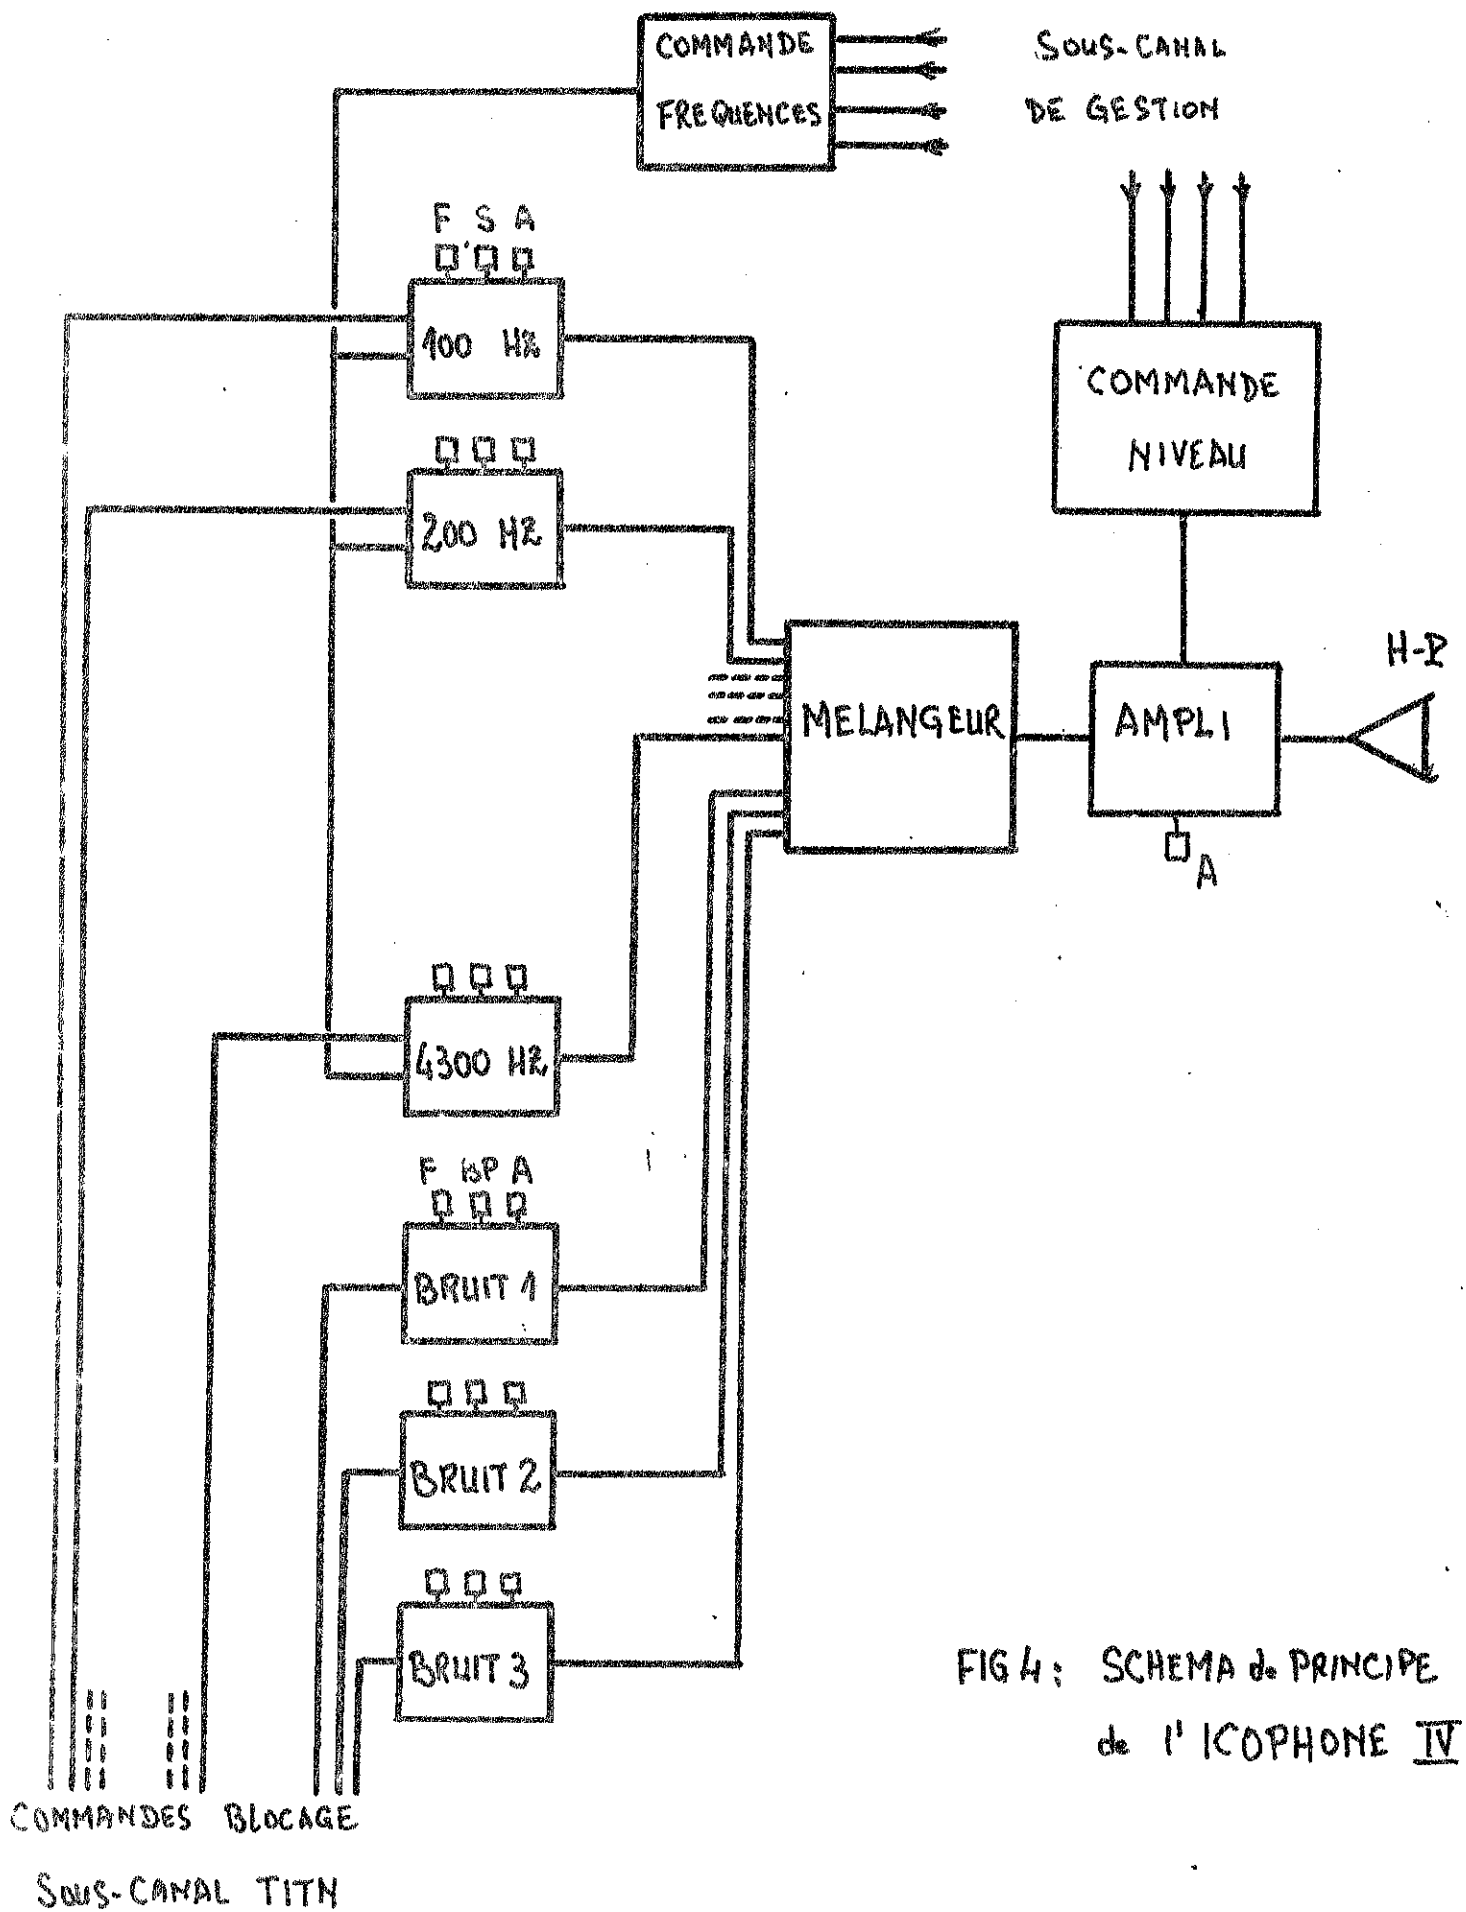 COMMANDE
FREQUENCES
SOUS-CANAL
DE GESTION
F S A
100 HZ
COMMANDE
NIVEAU
200 HZ
H-P
MELANGEUR
AMPLI
A
4300 HZ
F BP A
BRUIT 1
BRUIT 2
BRUIT 3
FIG 4: SCHEMA de PRINCIPE
de l'ICOPHONE IV
COMMANDES BLOCAGE
SOUS-CANAL TITN